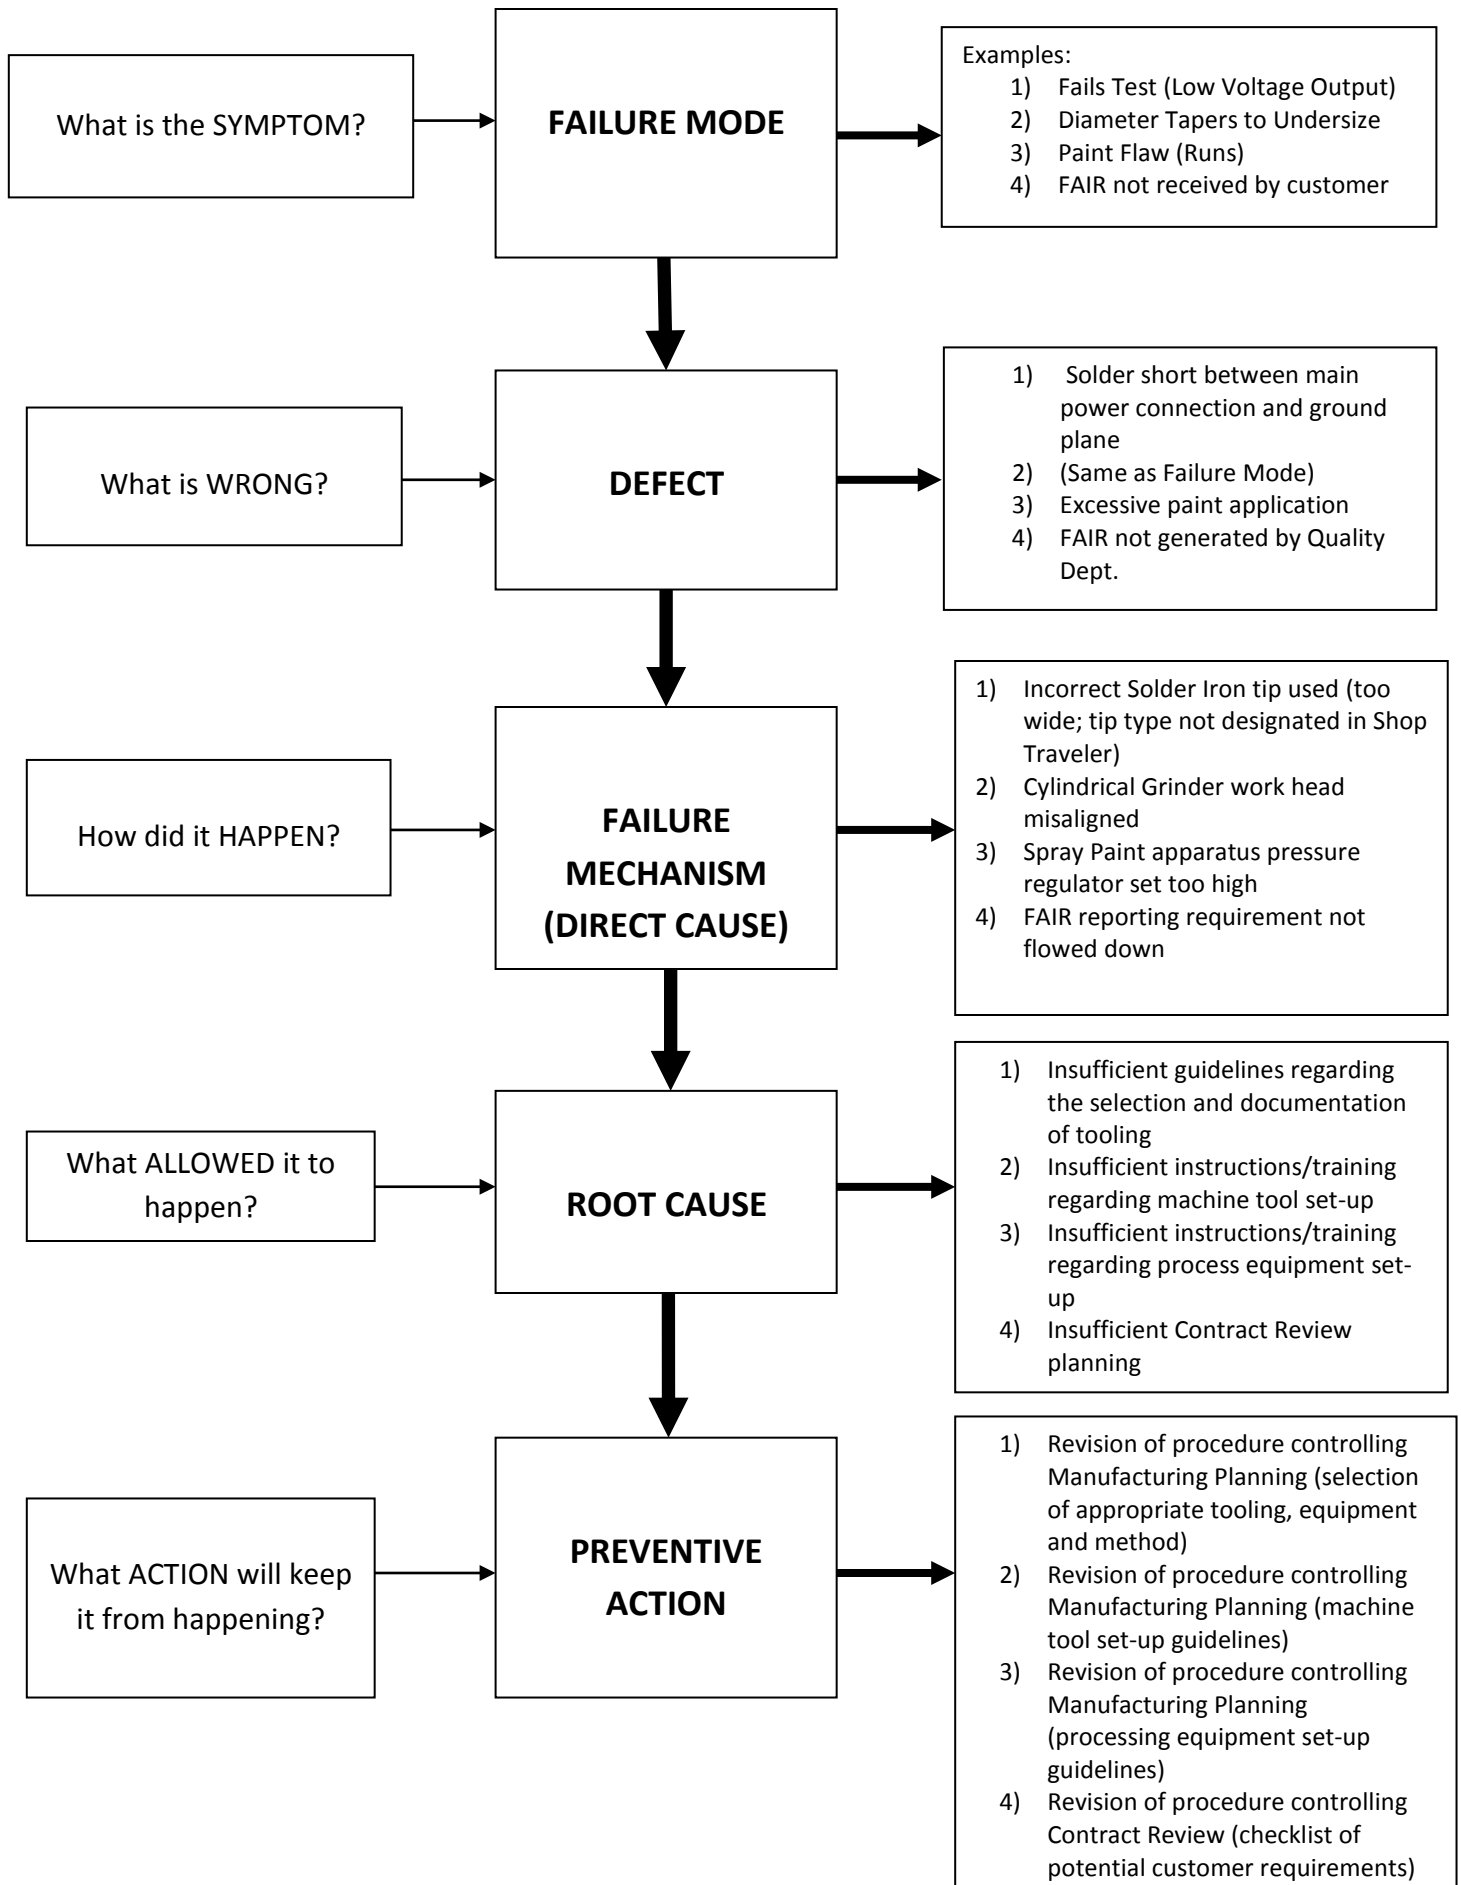 What is the SYMPTOM?
FAILURE MODE
Examples:
1) Fails Test (Low Voltage Output)
2) Diameter Tapers to Undersize
3) Paint Flaw (Runs)
4) FAIR not received by customer
What is WRONG?
DEFECT
1) Solder short between main
power connection and ground
plane
2) (Same as Failure Mode)
3) Excessive paint application
4) FAIR not generated by Quality
Dept.
How did it HAPPEN?
FAILURE
MECHANISM
(DIRECT CAUSE)
1) Incorrect Solder Iron tip used (too
wide; tip type not designated in Shop
Traveler)
2) Cylindrical Grinder work head
misaligned
3) Spray Paint apparatus pressure
regulator set too high
4) FAIR reporting requirement not
flowed down
What ALLOWED it to
happen?
ROOT CAUSE
1) Insufficient guidelines regarding
the selection and documentation
of tooling
2) Insufficient instructions/training
regarding machine tool set-up
3) Insufficient instructions/training
regarding process equipment set-
up
4) Insufficient Contract Review
planning
What ACTION will keep
it from happening?
PREVENTIVE
ACTION
1) Revision of procedure controlling
Manufacturing Planning (selection
of appropriate tooling, equipment
and method)
2) Revision of procedure controlling
Manufacturing Planning (machine
tool set-up guidelines)
3) Revision of procedure controlling
Manufacturing Planning
(processing equipment set-up
guidelines)
4) Revision of procedure controlling
Contract Review (checklist of
potential customer requirements)